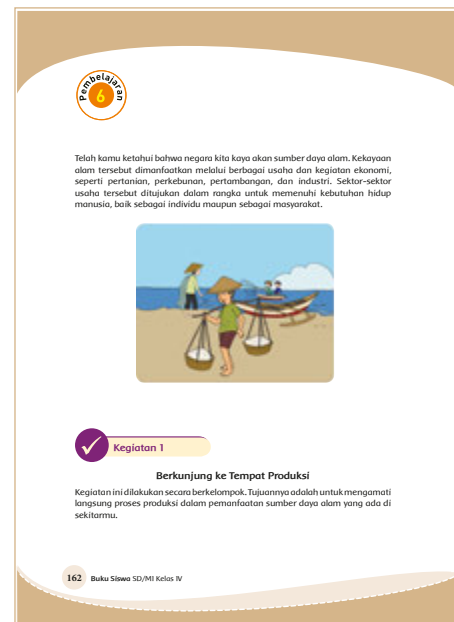 Pembelajaran
6
Telah kamu ketahui bahwa negara kita kaya akan sumber daya alam. Kekayaan
alam tersebut dimanfaatkan melalui berbagai usaha dan kegiatan ekonomi,
seperti pertanian, perkebunan, pertambangan, dan industri. Sektor-sektor
usaha tersebut ditujukan dalam rangka untuk memenuhi kebutuhan hidup
manusia, baik sebagai individu maupun sebagai masyarakat.
Kegiatan 1
Berkunjung ke Tempat Produksi
Kegiatan ini dilakukan secara berkelompok. Tujuannya adalah untuk mengamati
langsung proses produksi dalam pemanfaatan sumber daya alam yang ada di
sekitarmu.
162 Buku Siswa SD/MI Kelas IV